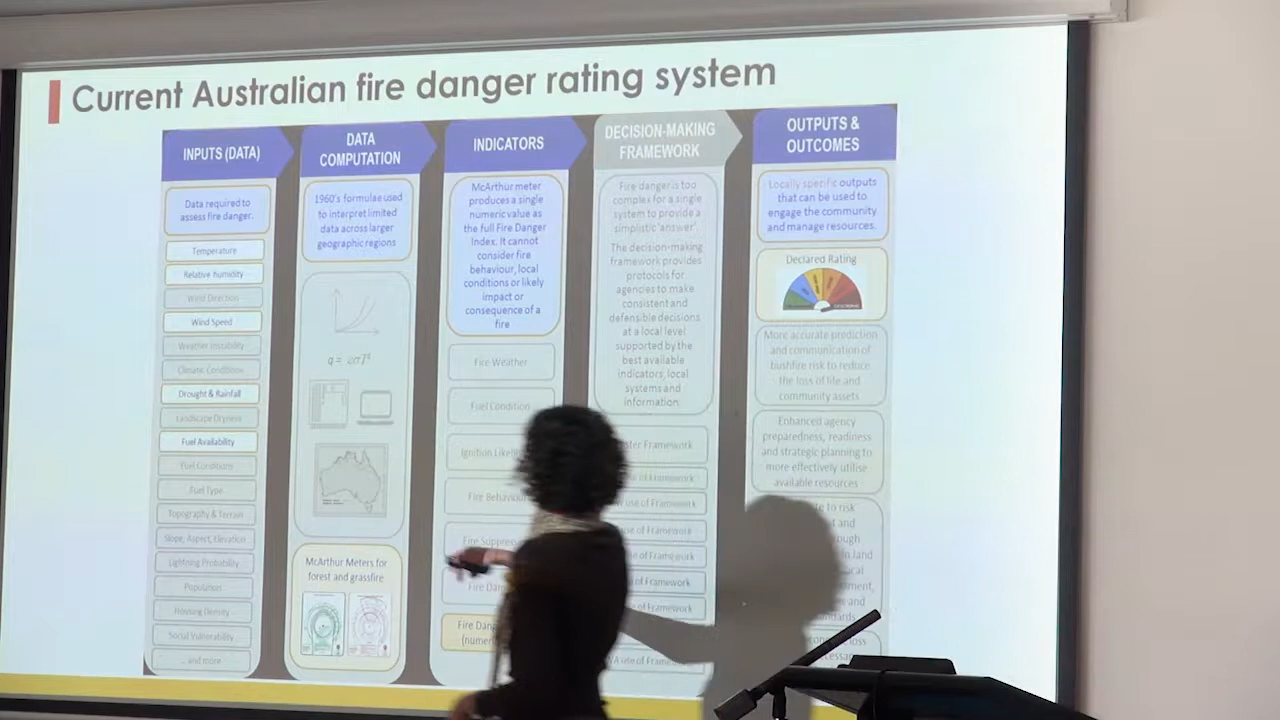 Current Australian fire danger rating system
INPUTS (DATA)
Data required to
assess fire danger.
Temperature
Relative humidity
Wind Direction
Wind Speed
Weather Instability
Climatic Conditions
Drought & Rainfall
Landscape Dryness
Fuel Availability
Fuel Conditions
Fuel Type
Topography & Terrain
Slope, Aspect, Elevation
Lightning Probability
Population
Housing Density
Social Vulnerability
... and more
DATA
COMPUTATION
1960's formulae used
to interpret limited
data across larger
geographic regions
McArthur Meters for
forest and grassfire
INDICATORS
McArthur meter
produces a single
numeric value as
the full Fire Danger
Index. It cannot
consider fire
behaviour, local
conditions or likely
impact or
consequence of a
fire
Fire Weather
Fuel Condition
Ignition
Fire Behaviour
Fire
Fire
Fire
DECISION-MAKING
FRAMEWORK
Fire danger is too
complex for a single
system to provide a
simplistic 'answer'.
The decision-making
framework provides
protocols for
agencies to make
consistent and
defensible decisions
at a local level
supported by the
best available
indicators, local
systems and
information.
Framework
of Framework
use of Framework
use of Framework
of Framework
of Framework
of Framework
use of
OUTPUTS &
OUTCOMES
Locally specific outputs
that can be used to
engage the community
and manage resources.
Declared Rating
More accurate prediction
and communication of
bushfire risk to reduce
the loss of life and
community assets
Enhanced agency
preparedness, readiness
and strategic planning to
more effectively utilise
available resources
to risk
and
in land
and